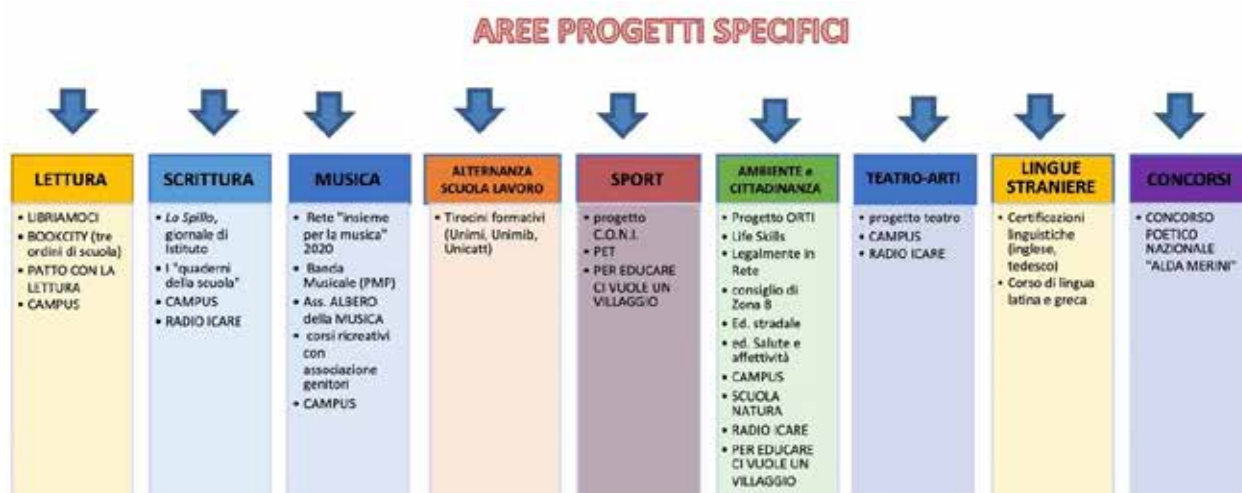 AREE PROGETTI SPECIFICI
LETTURA
• LIBRIAMOCI
• BOOKCITY (tre
ordini di scuola)
• PATTO CON LA
LETTURA
• CAMPUS
SCRITTURA
• Lo Spillo,
giornale di
Istituto
• I "quaderni
della scuola"
• CAMPUS
• RADIO ICARE
MUSICA
• Rete "insieme
per la musica"
2020
• Banda
Musicale (PMP)
• Ass. ALBERO
della MUSICA
• corsi ricreativi
con
associazione
genitori
• CAMPUS
ALTERNANZA
SCUOLA LAVORO
• Tirocini formativi
(Unimi, Unimib,
Unicatt)
SPORT
• progetto
C.O.N.I.
• PET
• PER EDUCARE
CI VUOLE UN
VILLAGGIO
AMBIENTE e
CITTADINANZA
• Progetto ORTI
• Life Skills
• Legalmente in
Rete
• consiglio di
Zona 8
• Ed. stradale
• ed. Salute e
affettività
• CAMPUS
• SCUOLA
NATURA
• RADIO ICARE
• PER EDUCARE
CI VUOLE UN
VILLAGGIO
TEATRO-ARTI
• progetto teatro
• CAMPUS
• RADIO ICARE
LINGUE
STRANIERE
• Certificazioni
linguistiche
(inglese,
tedesco)
• Corso di lingua
latina e greca
CONCORSI
• CONCORSO
POETICO
NAZIONALE
"ALDA MERINI"